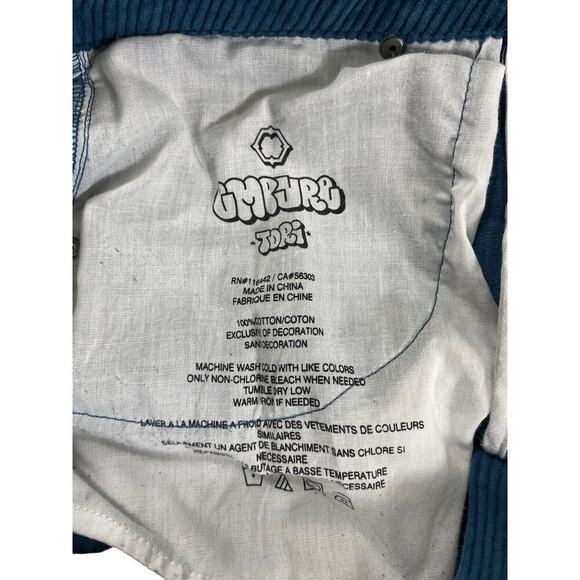 EMPYRE
TORI
RN#116442 / CA#56303
MADE IN CHINA
FABRIQUE EN CHINE
100% COTTON/COTON
EXCLUSIVE OF DECORATION
SANS DECORATION
MACHINE WASH COLD WITH LIKE COLORS
ONLY NON-CHLORINE BLEACH WHEN NEEDED
TUMBLE DRY LOW
WARM IRON IF NEEDED
LAVER A LA MACHINE A FROID AVEC DES VETEMENTS DE COULEURS
SIMILAIRES
SEULEMENT UN AGENT DE BLANCHIMENT SANS CHLORE SI
NECESSAIRE
A BASSE TEMPERATURE
ECESSAIRE